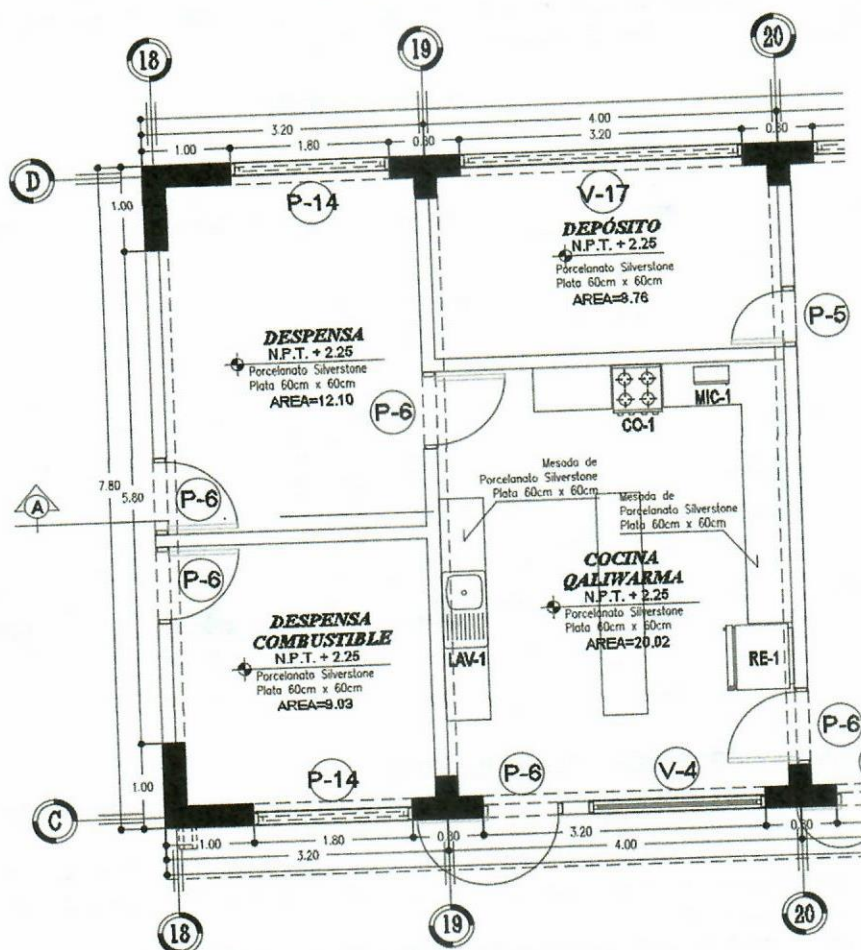 18
19
20
4.00
3.20
1.00
1.80
0.80
3.20
0.80
D
1.00
P-14
V-17
DEPÓSITO
N.P.T. + 2.25
Porcelanato Silverstone
Plata 60cm x 60cm
AREA=8.76
P-5
DESPENSA
N.P.T. + 2.25
Porcelanato Silverstone
Plata 60cm x 60cm
AREA=12.10
P-6
CO-1
MIC-1
Mesada de
Porcelanato Silverstone
Plata 60cm x 60cm
Mesada de
Porcelanato Silverstone
Plata 60cm x 60cm
7.80
5.80
A
P-6
P-6
COCINA
QALIWARMA
N.P.T. + 2.25
Porcelanato Silverstone
Plata 60cm x 60cm
AREA=20.02
DESPENSA
COMBUSTIBLE
N.P.T. + 2.25
Porcelanato Silverstone
Plata 60cm x 60cm
AREA=9.03
LAV-1
RE-1
P-6
1.00
P-14
P-6
V-4
C
1.00
1.80
0.80
3.20
0.80
3.20
4.00
18
19
20